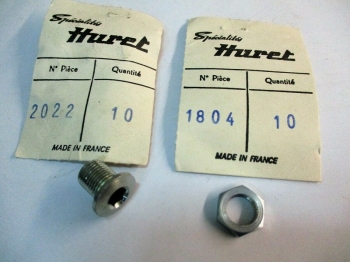 Spécialités
Huret
N° Pièce Quantité
2022 10
MADE IN FRANCE
Spécialités
Huret
N° Pièce Quantité
1804 10
MADE IN FRANCE